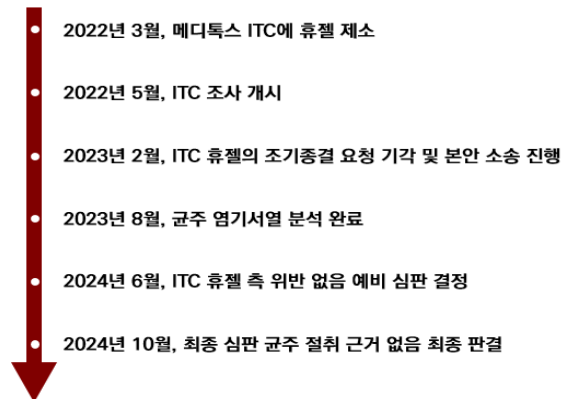 2022년 3월, 메디톡스 ITC에 휴젤 제소
2022년 5월, ITC 조사 개시
2023년 2월, ITC 휴젤의 조기종결 요청 기각 및 본안 소송 진행
2023년 8월, 균주 염기서열 분석 완료
2024년 6월, ITC 휴젤 측 위반 없음 예비 심판 결정
2024년 10월, 최종 심판 균주 절취 근거 없음 최종 판결